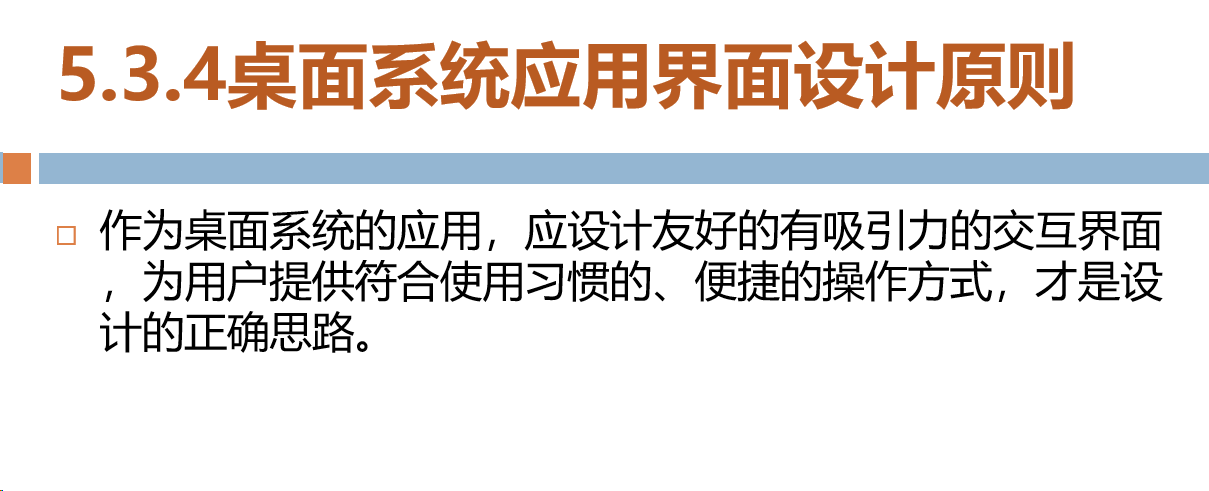 5.3.4桌面系统应用界面设计原则
作为桌面系统的应用，应设计友好的有吸引力的交互界面
，为用户提供符合使用习惯的、便捷的操作方式，才是设
计的正确思路。